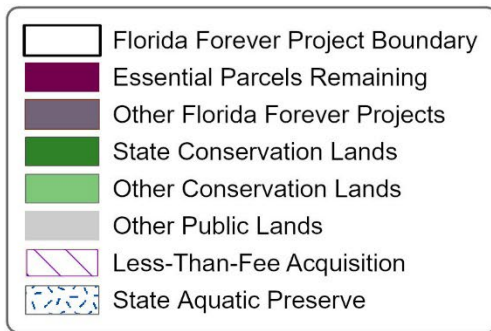 Florida Forever Project Boundary
Essential Parcels Remaining
Other Florida Forever Projects
State Conservation Lands
Other Conservation Lands
Other Public Lands
Less-Than-Fee Acquisition
State Aquatic Preserve